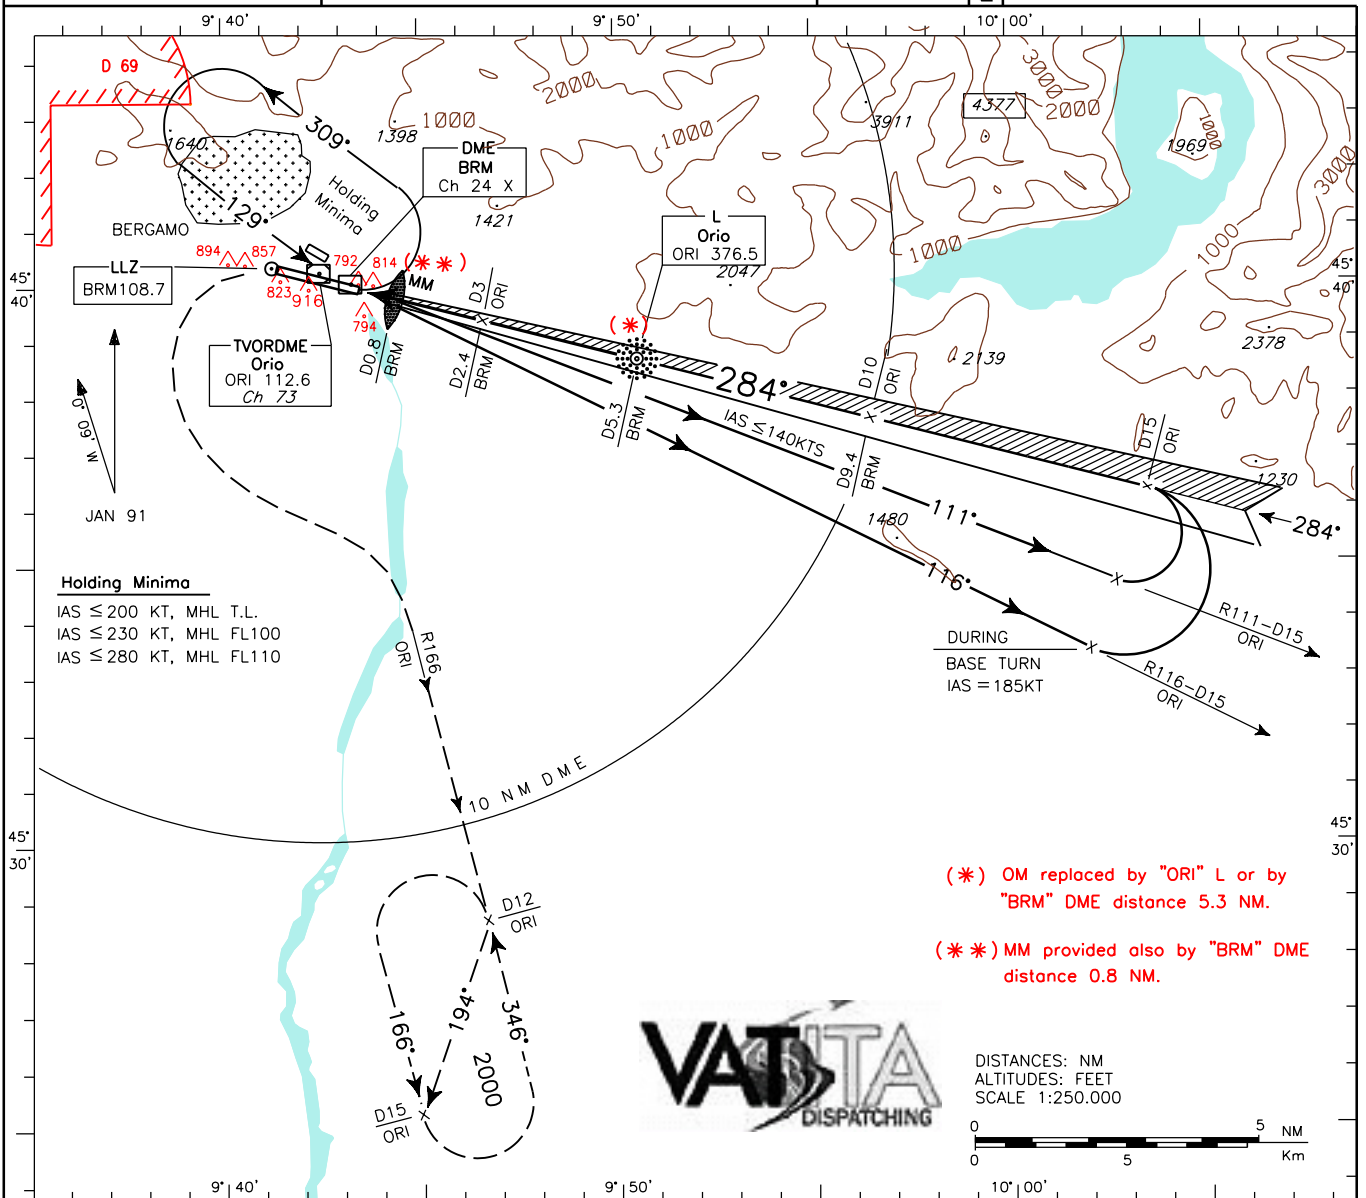 9° 40'
9° 50'
10° 00'
D 69
2000
3000
2000
4377
3911
1000
1398
1000
1000
1969
3000
1640
309°
DME
BRM
Ch 24 X
Holding
Minima
129°
1421
L
Orio
ORI 376.5
2047
1000
1000
BERGAMO
894
857
792
814
(**)
MM
LLZ
BRM108.7
823
916
794
45°
40'
45°
40'
D3
ORI
(*)
TVORDME
Orio
ORI 112.6
Ch 73
D0.8
BRM
D2.4
BRM
D5.3
BRM
284°
D10
ORI
2139
2378
IAS ≤140KTS
D9.4
BRM
D15
ORI
1230
284°
0°.09 W
JAN 91
1480
111°
116°
Holding Minima
IAS ≤200 KT, MHL T.L.
IAS ≤230 KT, MHL FL100
IAS ≤280 KT, MHL FL110
R166
ORI
DURING
BASE TURN
IAS =185KT
R111-D15
ORI
R116-D15
ORI
10 NM DME
45°
30'
45°
30'
(*) OM replaced by "ORI" L or by
"BRM" DME distance 5.3 NM.
(**) MM provided also by "BRM" DME
distance 0.8 NM.
D12
ORI
166°
194°
346°
2000
D15
ORI
VATITA
DISPATCHING
DISTANCES: NM
ALTITUDES: FEET
SCALE 1:250.000
0 5 NM
0 5 Km
9° 40'
9° 50'
10° 00'